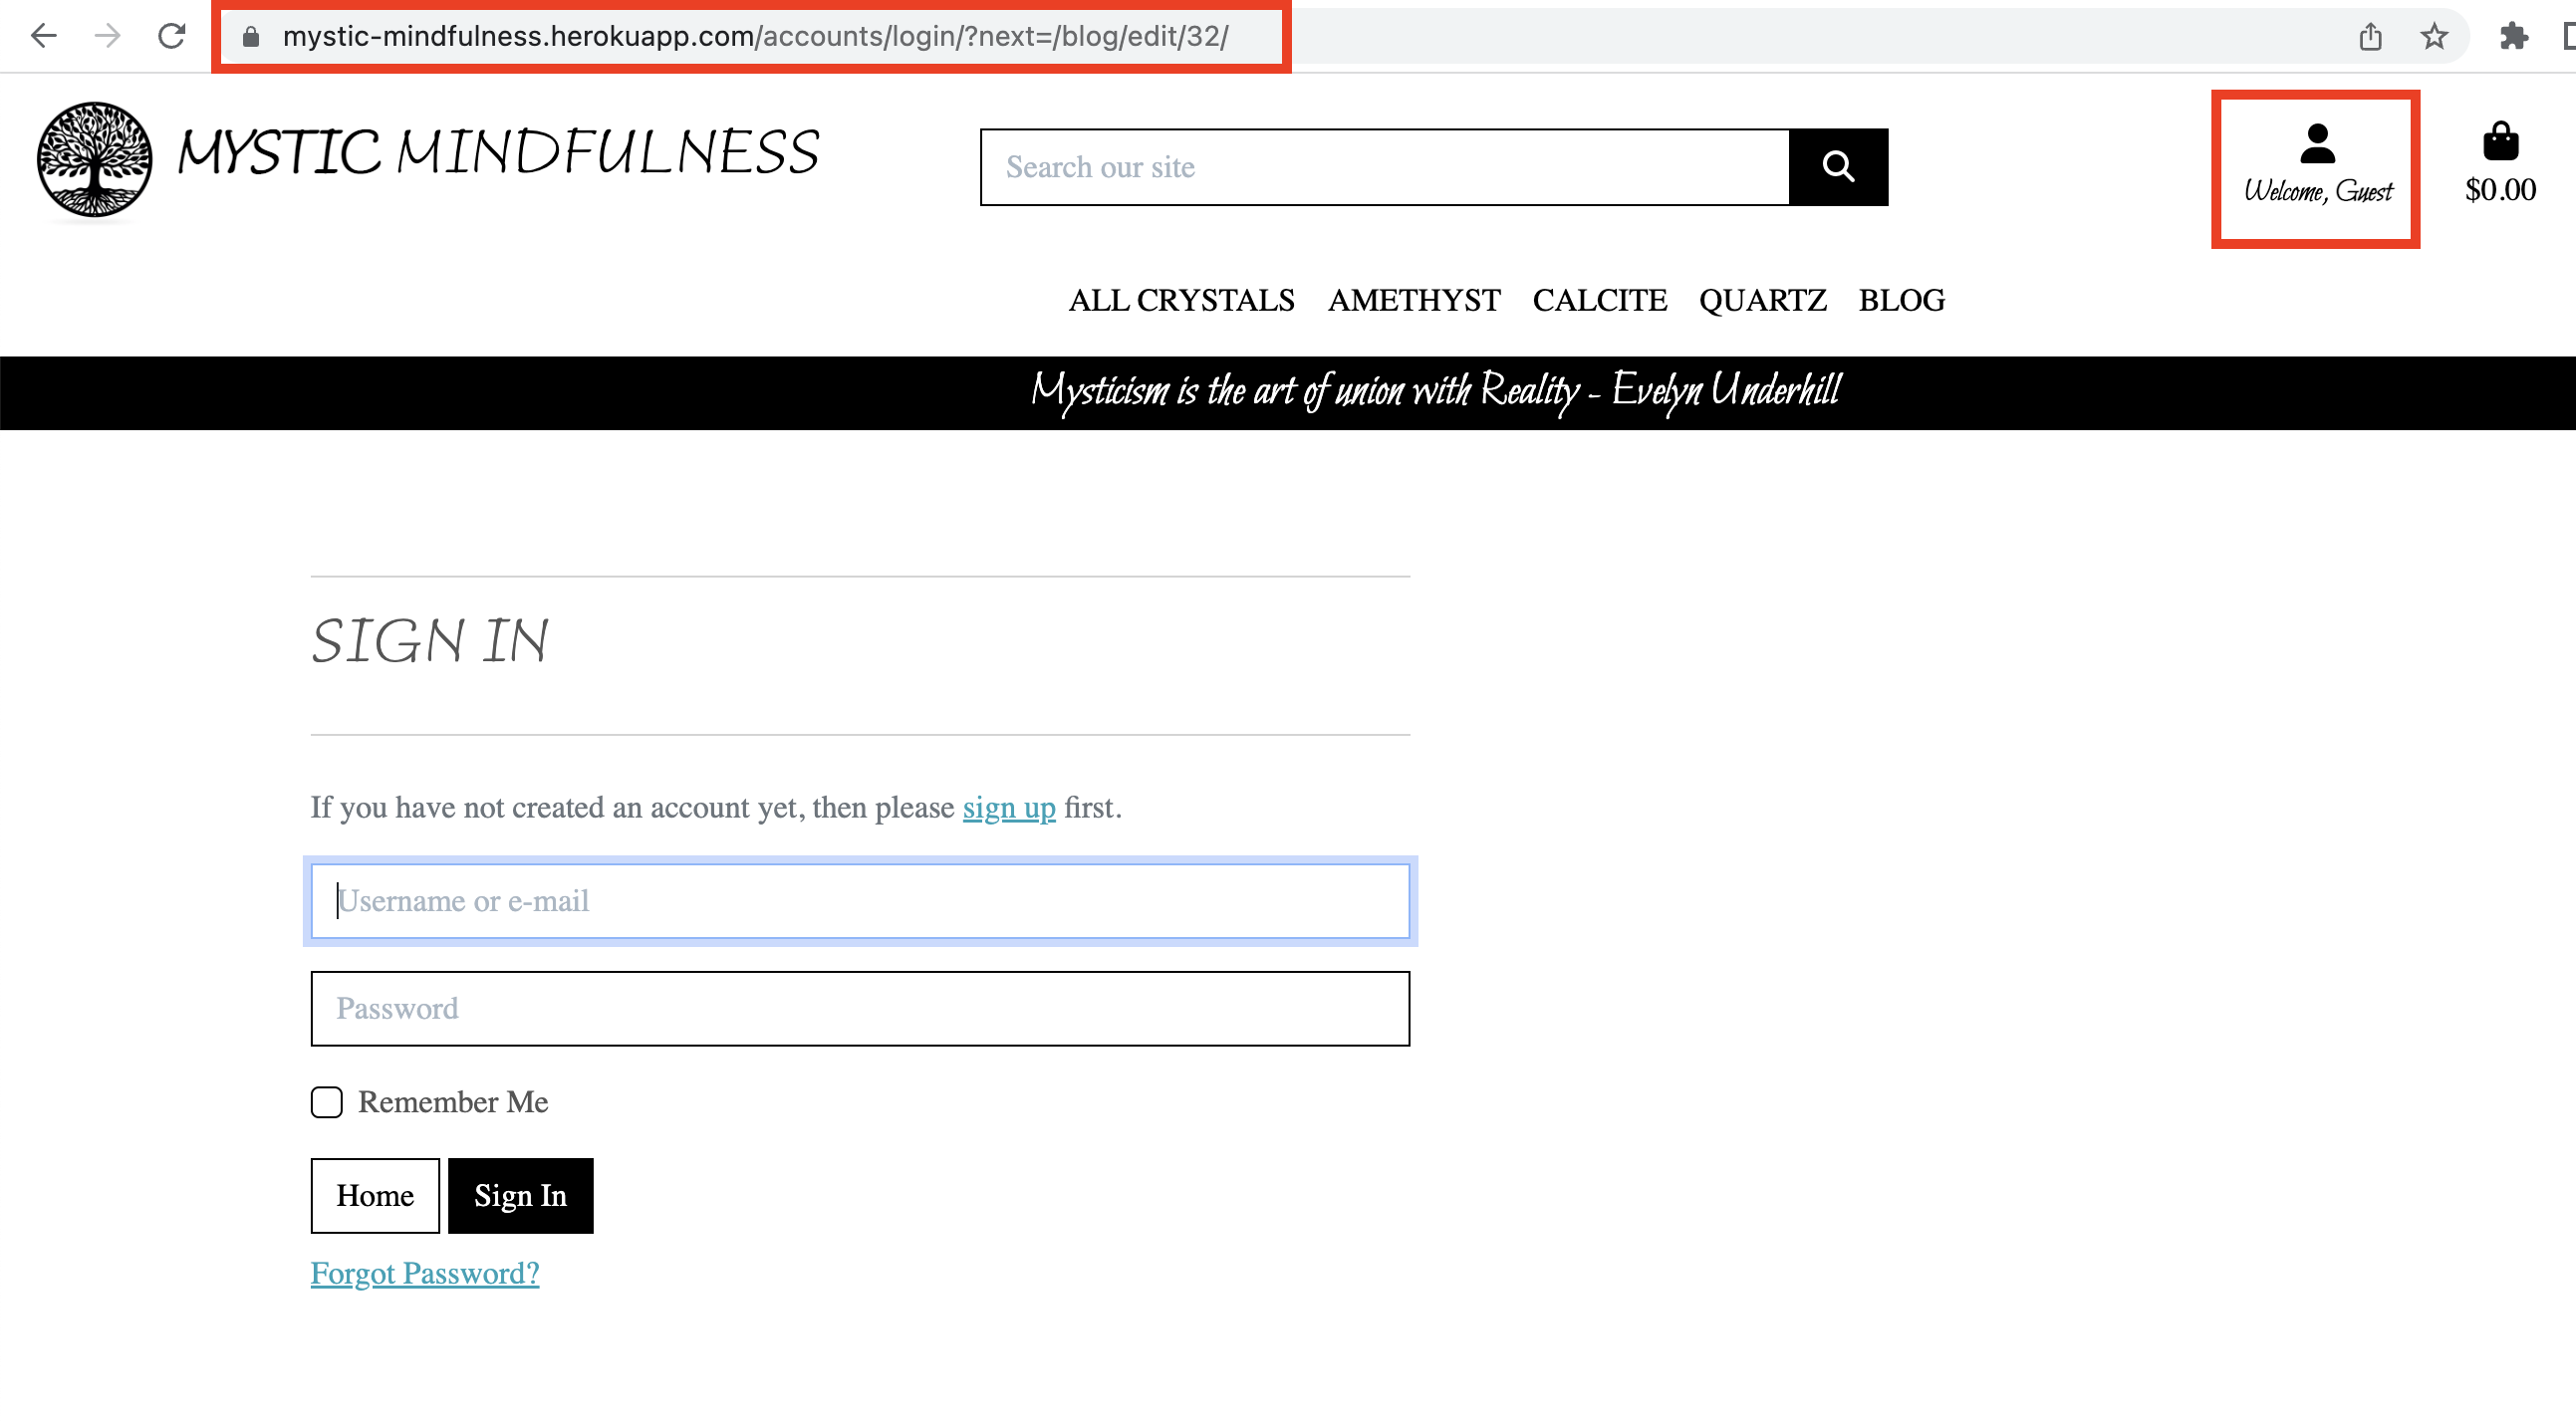 mystic-mindfulness.herokuapp.com/accounts/login/?next=/blog/edit/32/
MYSTIC MINDFULNESS
Search our site
Welcome, Guest
$0.00
ALL CRYSTALS AMETHYST CALCITE QUARTZ BLOG
Mysticism is the art of union with Reality - Evelyn Underhill
SIGN IN
If you have not created an account yet, then please sign up first.
Username or e-mail
Password
Remember Me
Home Sign In
Forgot Password?